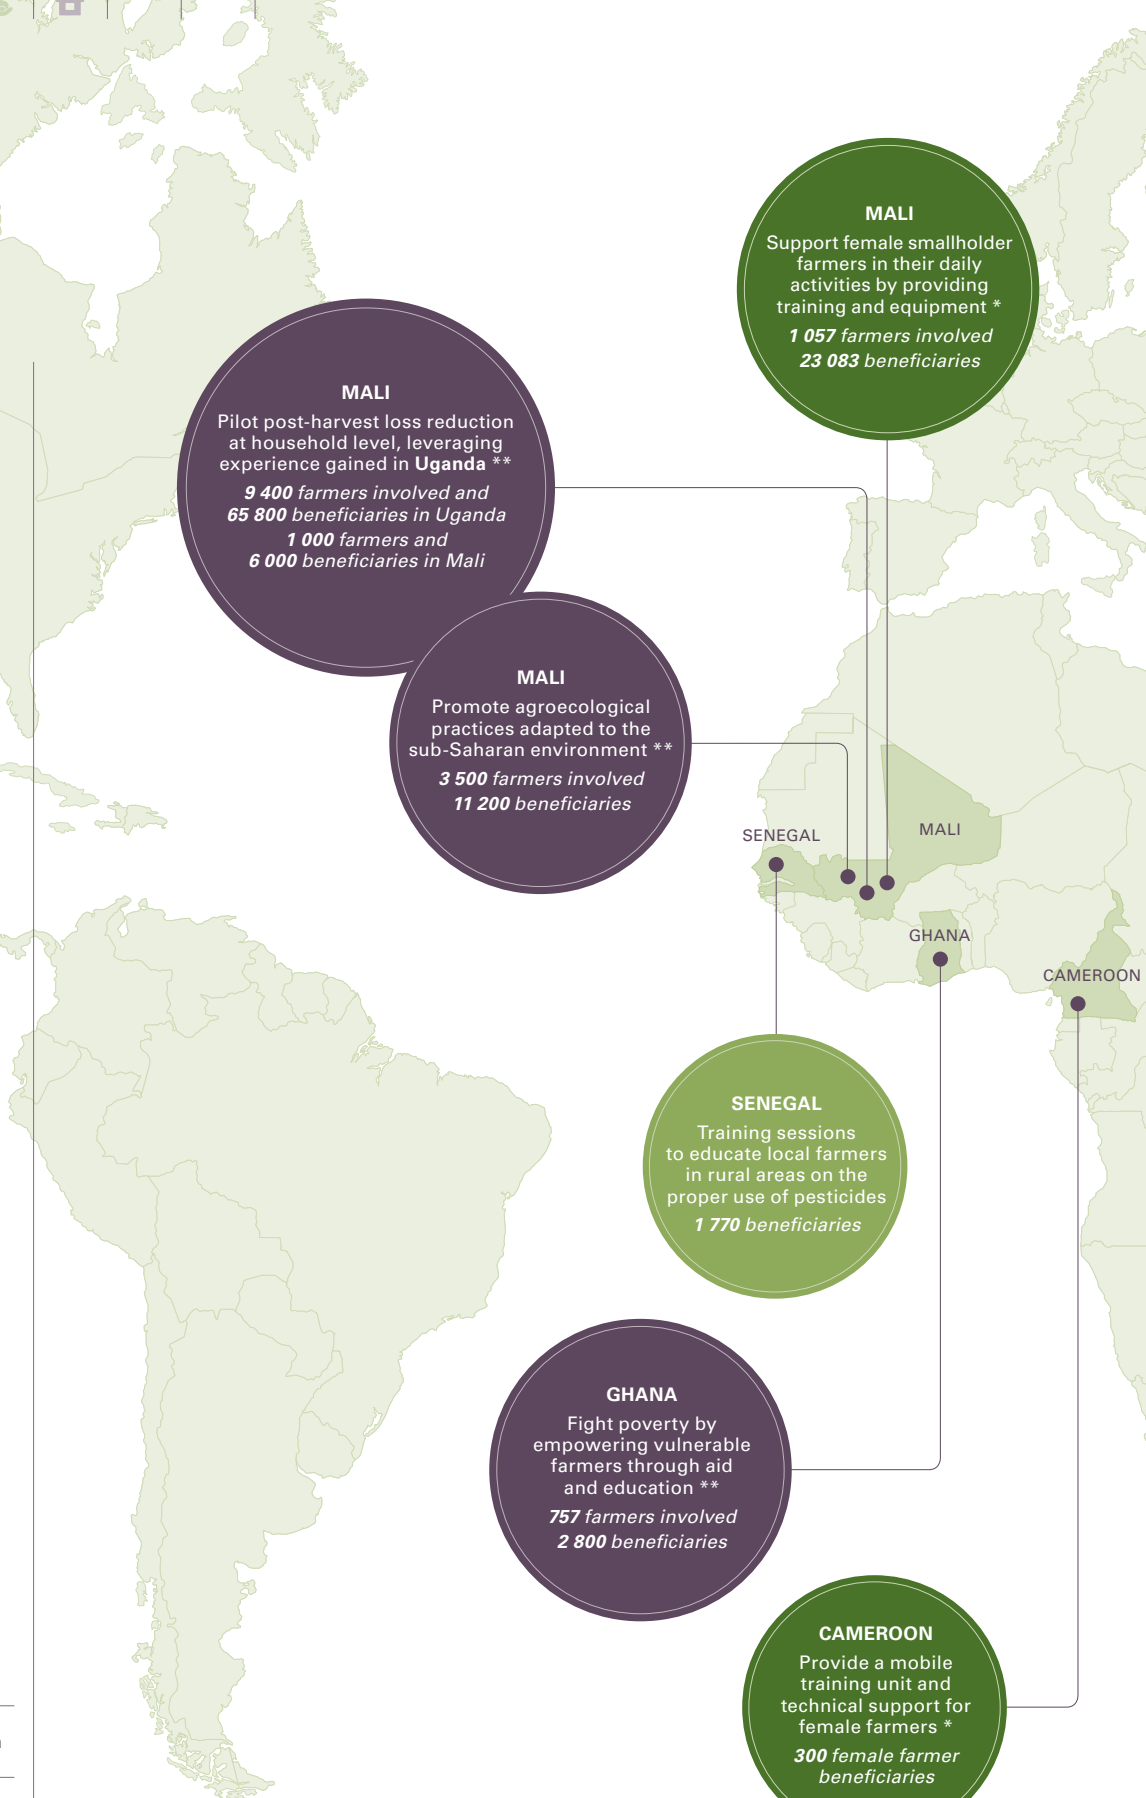 MALI
Support female smallholder
farmers in their daily
activities by providing
training and equipment *
1 057 farmers involved
23 083 beneficiaries
MALI
Pilot post-harvest loss reduction
at household level, leveraging
experience gained in Uganda **
9 400 farmers involved and
65 800 beneficiaries in Uganda
1 000 farmers and
6 000 beneficiaries in Mali
MALI
Promote agroecological
practices adapted to the
sub-Saharan environment **
3 500 farmers involved
11 200 beneficiaries
SENEGAL
MALI
GHANA
CAMEROON
SENEGAL
Training sessions
to educate local farmers
in rural areas on the
proper use of pesticides
1 770 beneficiaries
GHANA
Fight poverty by
empowering vulnerable
farmers through aid
and education **
757 farmers involved
2 800 beneficiaries
CAMEROON
Provide a mobile
training unit and
technical support for
female farmers *
300 female farmer
beneficiaries